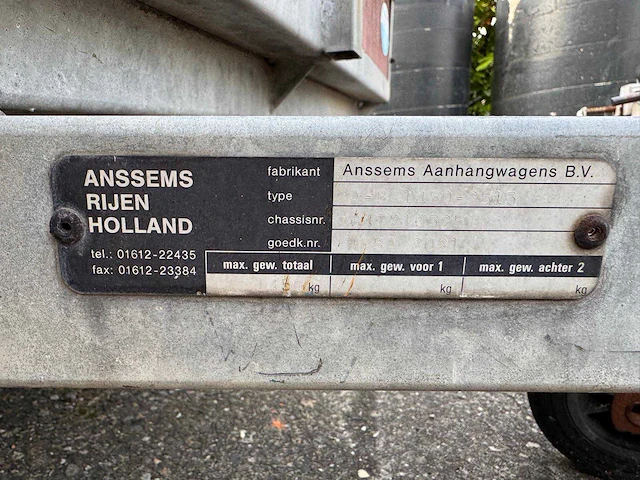 ANSSEMS
RIJEN
HOLLAND
tel.: 01612-22435
fax: 01612-23384
fabrikant Anssems Aanhangwagens B.V.
type
chassisnr.
goedk.nr.
max. gew. totaal max. gew. voor 1 max. gew. achter 2
kg kg kg